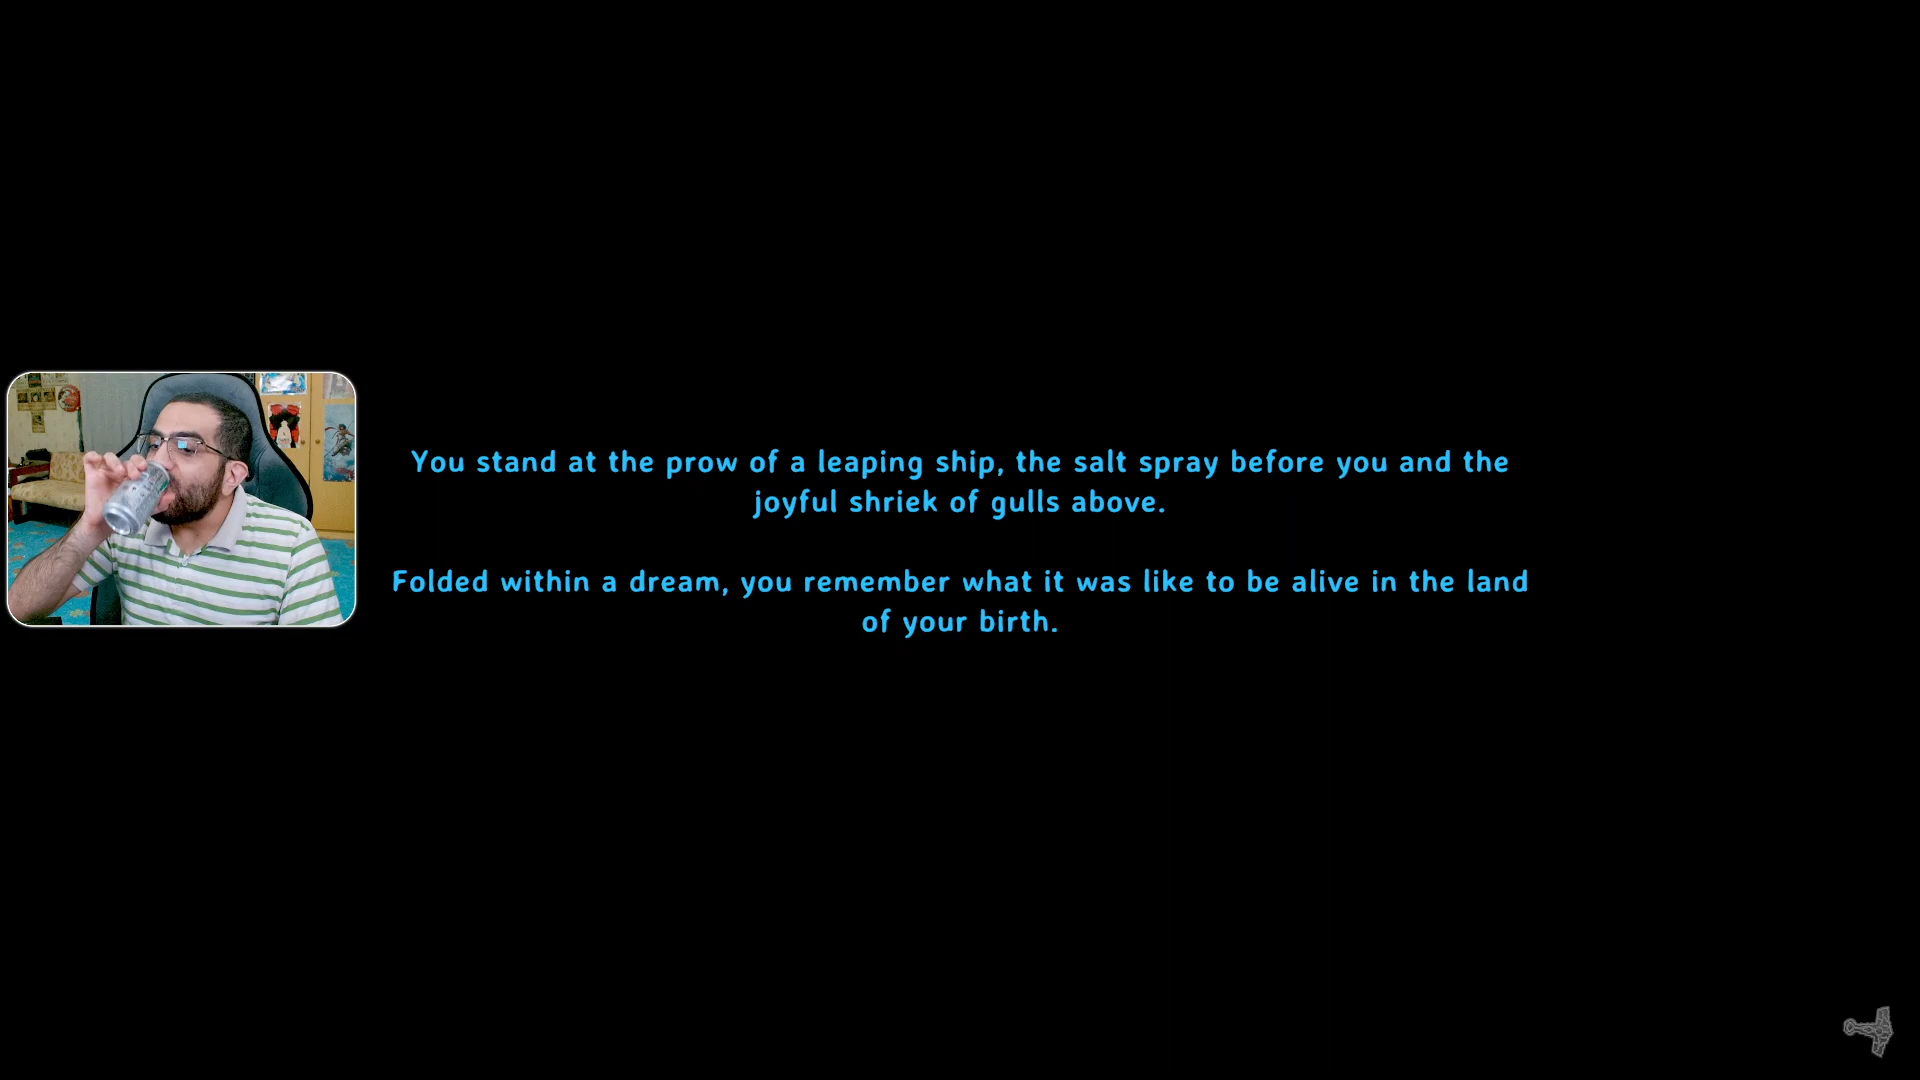 You stand at the prow of a leaping ship, the salt spray before you and the
joyful shriek of gulls above.
Folded within a dream, you remember what it was like to be alive in the land
of your birth.